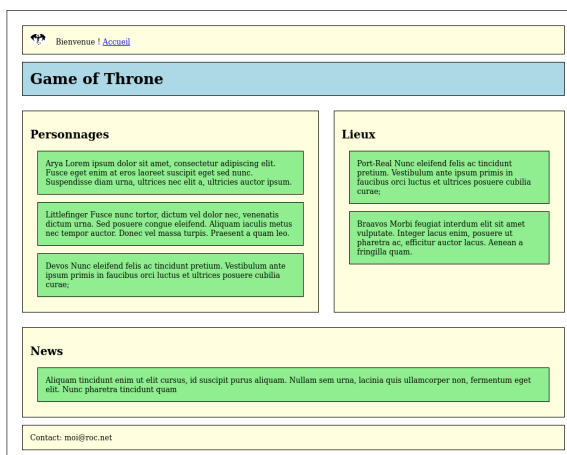 Bienvenue ! Accueil
Game of Throne
Personnages
Arya Lorem ipsum dolor sit amet, consectetur adipiscing elit.
Fusce eget enim at eros laoreet suscipit eget sed nunc.
Suspendisse diam urna, ultrices nec elit a, ultricies auctor ipsum.
Littlefinger Fusce nunc tortor, dictum vel dolor nec, venenatis
dictum urna. Sed posuere congue eleifend. Aliquam iaculis metus
nec tempor auctor. Donec vel massa turpis. Praesent a quam leo.
Devos Nunc eleifend felis ac tincidunt pretium. Vestibulum ante
ipsum primis in faucibus orci luctus et ultrices posuere cubilia
curae;
Lieux
Port-Real Nunc eleifend felis ac tincidunt
pretium. Vestibulum ante ipsum primis in
faucibus orci luctus et ultrices posuere cubilia
curae;
Braavos Morbi feugiat interdum elit sit amet
vulputate. Integer lacus enim, posuere ut
pharetra ac, efficitur auctor lacus. Aenean a
fringilla quam.
News
Aliquam tincidunt enim ut elit cursus, id suscipit purus aliquam. Nullam sem urna, lacinia quis ullamcorper non, fermentum eget
elit. Nunc pharetra tincidunt quam
Contact: moi@roc.net